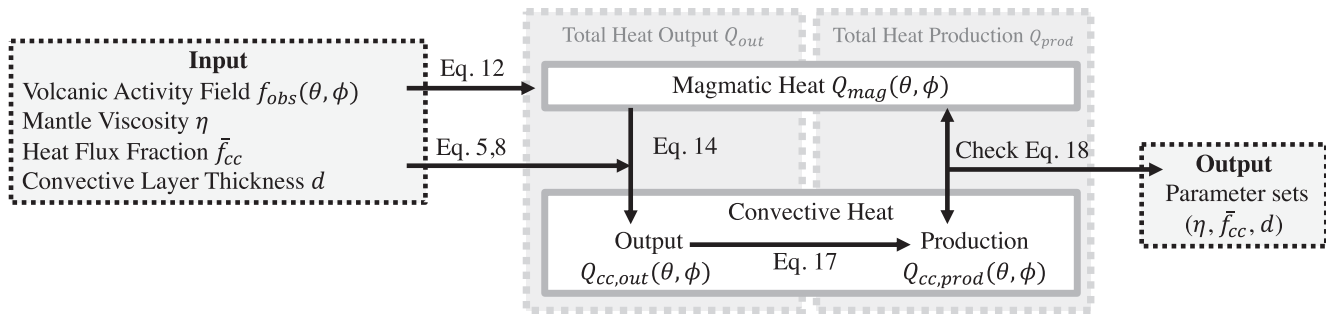 Input
Volcanic Activity Field f_obs(θ,ϕ)
Mantle Viscosity η
Heat Flux Fraction f̄_cc
Convective Layer Thickness d
Eq. 12
Eq. 5,8
Total Heat Output Q_out
Total Heat Production Q_prod
Magmatic Heat Q_mag(θ,ϕ)
Eq. 14
Check Eq. 18
Convective Heat
Output
Q_cc,out(θ,ϕ)
Eq. 17
Production
Q_cc,prod(θ,ϕ)
Output
Parameter sets
(η, f̄_cc, d)